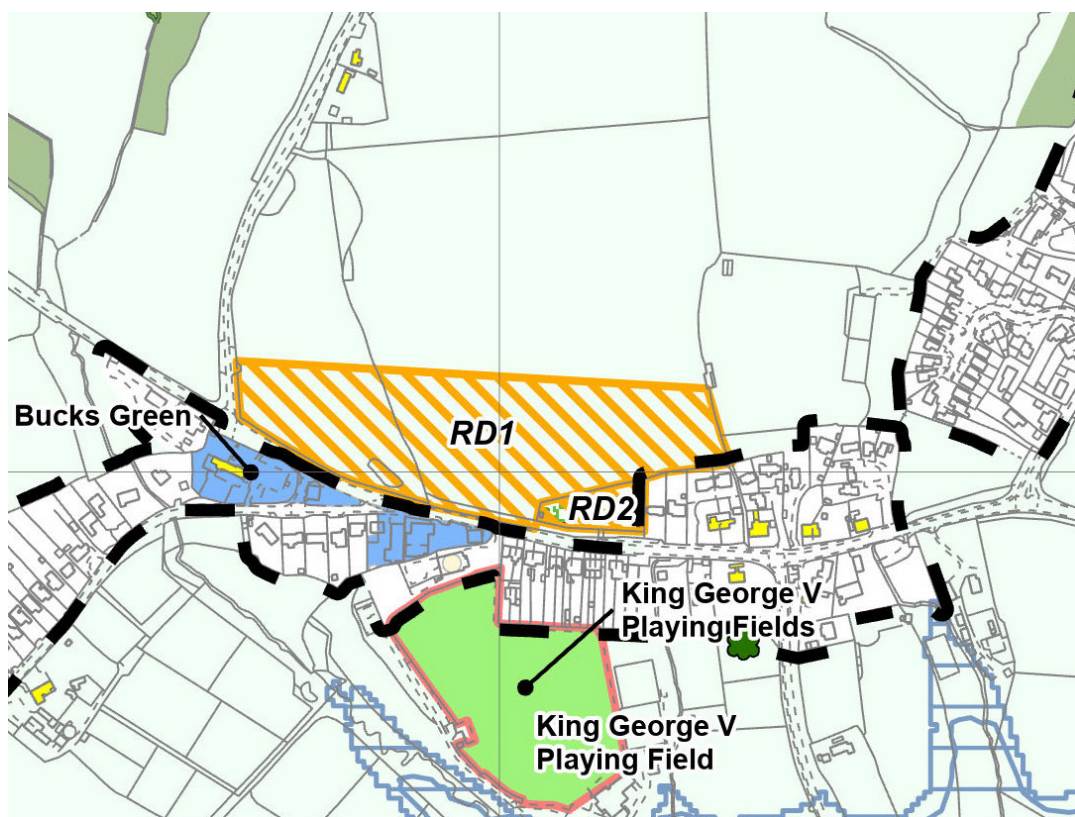 Bucks Green
RD1
RD2
King George V
Playing Fields
King George V
Playing Field